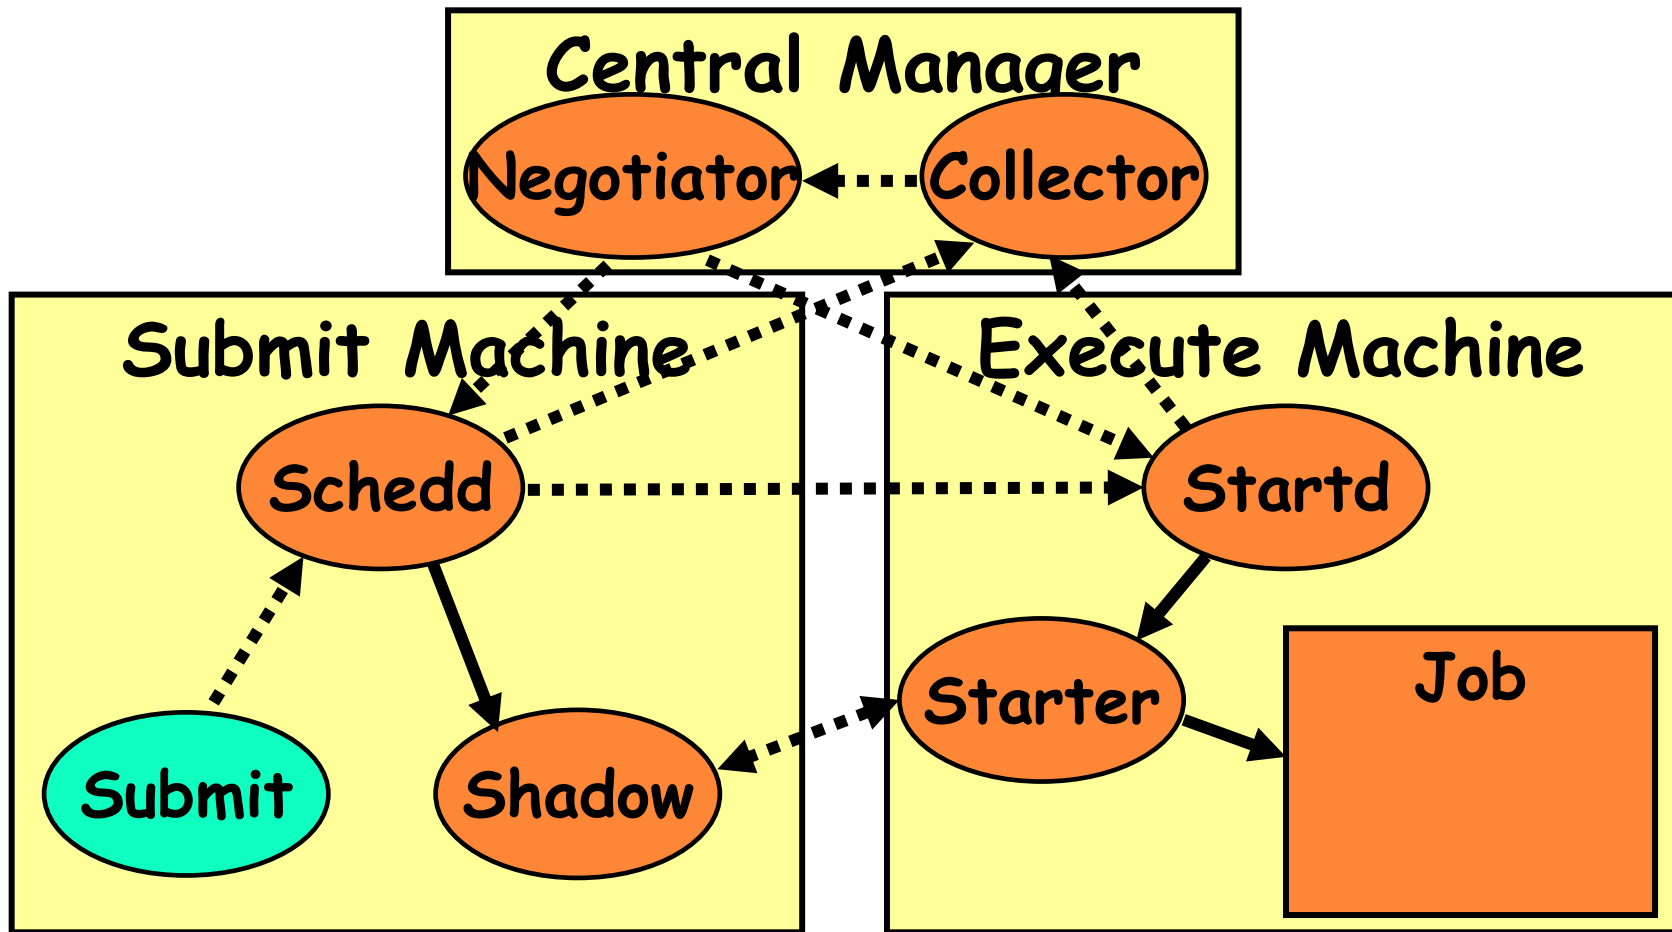 Central Manager
Negotiator
Collector
Submit Machine
Execute Machine
Schedd
Startd
Starter
Job
Submit
Shadow